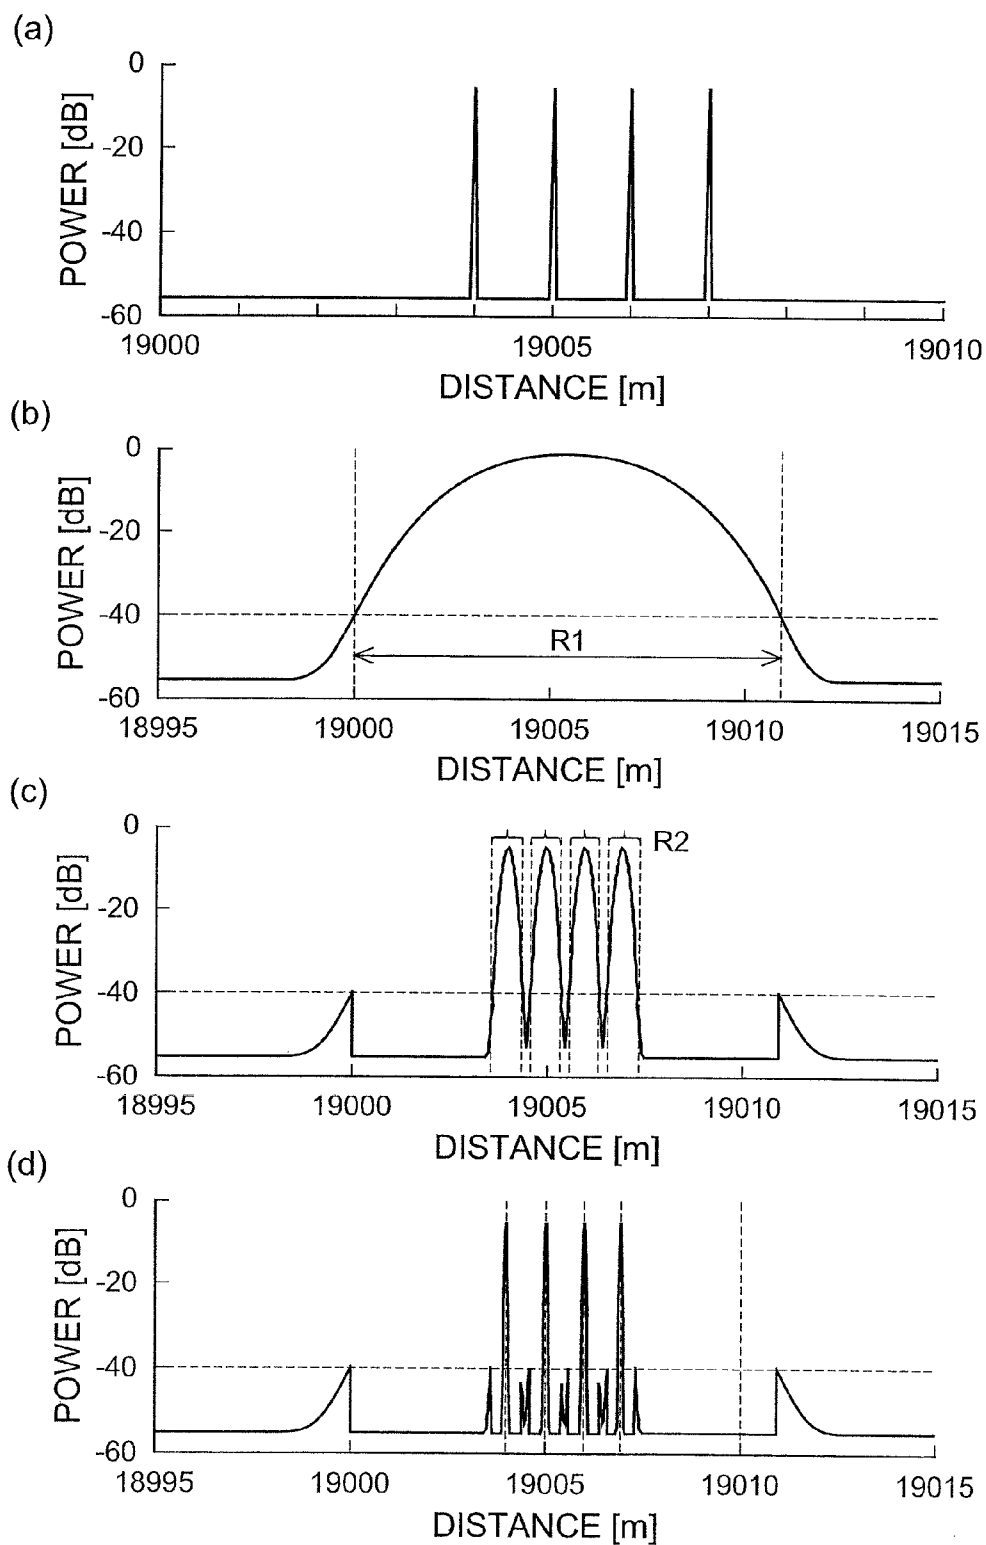 (a)
0
-20
-40
-60
POWER [dB]
19000 19005 19010
DISTANCE [m]
(b)
0
-20
-40
-60
POWER [dB]
R1
18995 19000 19005 19010 19015
DISTANCE [m]
(c)
0
-20
-40
-60
POWER [dB]
R2
18995 19000 19005 19010 19015
DISTANCE [m]
(d)
0
-20
-40
-60
POWER [dB]
18995 19000 19005 19010 19015
DISTANCE [m]